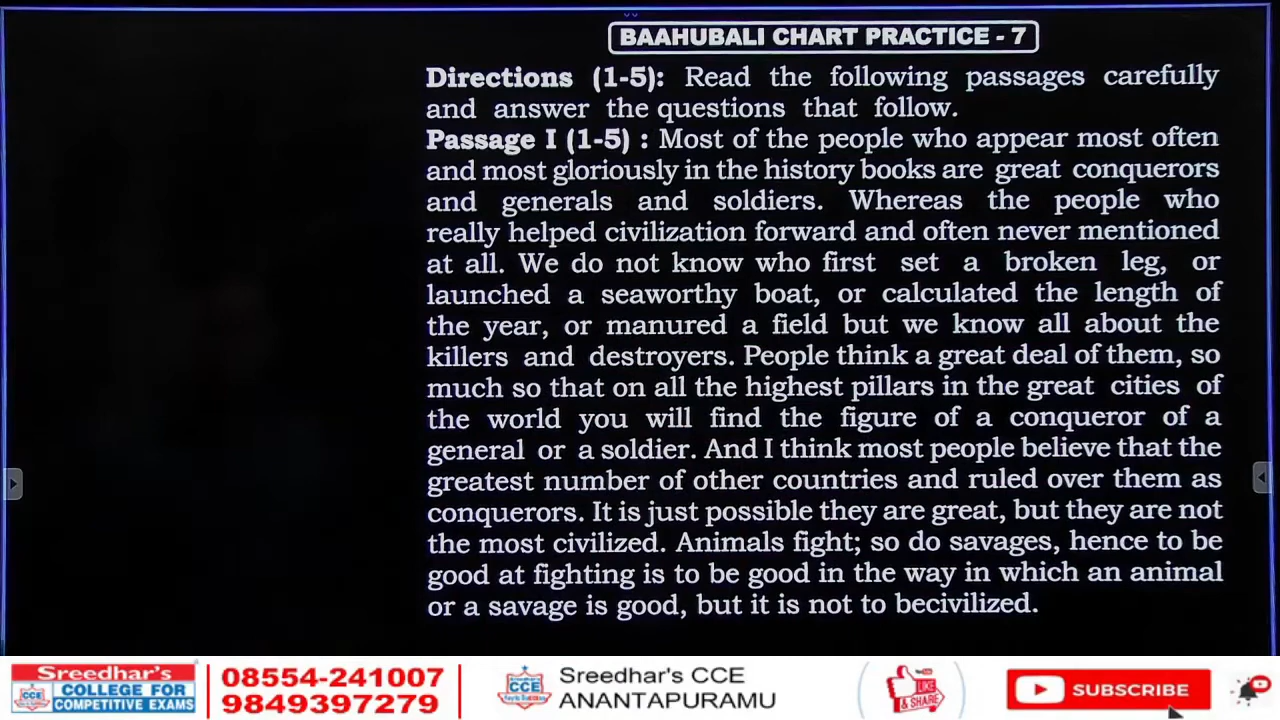 BAAHUBALI CHART PRACTICE - 7
Directions (1-5): Read the following passages carefully
and answer the questions that follow.
Passage I (1-5) : Most of the people who appear most often
and most gloriously in the history books are great conquerors
and generals and soldiers. Whereas the people who
really helped civilization forward and often never mentioned
at all. We do not know who first set a broken leg, or
launched a seaworthy boat, or calculated the length of
the year, or manured a field but we know all about the
killers and destroyers. People think a great deal of them, so
much so that on all the highest pillars in the great cities of
the world you will find the figure of a conqueror of a
general or a soldier. And I think most people believe that the
greatest number of other countries and ruled over them as
conquerors. It is just possible they are great, but they are not
the most civilized. Animals fight; so do savages, hence to be
good at fighting is to be good in the way in which an animal
or a savage is good, but it is not to becivilized.
Sreedhar's
CCE
COLLEGE FOR
COMPETITIVE EXAMS
08554-241007
9849397279
CCE
Sreedhar's CCE
ANANTAPURAMU
LIKE
& SHARE
SUBSCRIBE